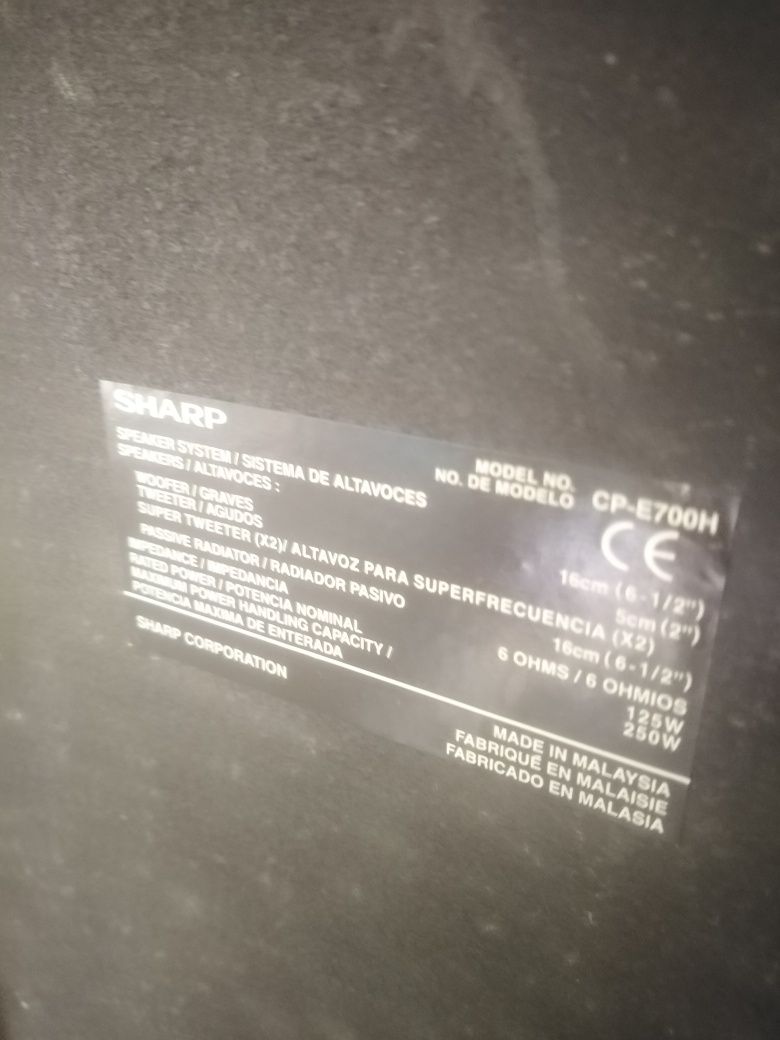 SHARP
SPEAKER SYSTEM / SISTEMA DE ALTAVOCES
MODEL NO.
NO. DE MODELO CP-E700H
SPEAKERS / ALTAVOCES :
CE
WOOFER / GRAVES 16cm (6-1/2")
TWEETER / AGUDOS 5cm (2")
SUPER TWEETER (X2)/ ALTAVOZ PARA SUPERFRECUENCIA (X2)
PASSIVE RADIATOR / RADIADOR PASIVO 16cm (6-1/2")
IMPEDANCE / IMPEDANCIA 6 OHMS / 6 OHMIOS
RATED POWER / POTENCIA NOMINAL 125W
MAXIMUM POWER HANDLING CAPACITY / 250W
POTENCIA MAXIMA DE ENTERADA
SHARP CORPORATION
MADE IN MALAYSIA
FABRIQUÉ EN MALAISIE
FABRICADO EN MALASIA